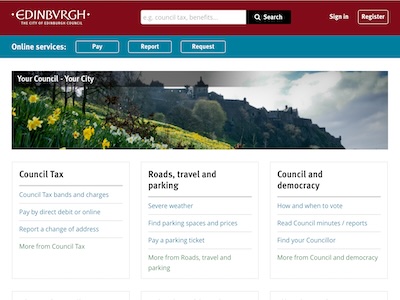 ·EDINBVRGH·
THE CITY OF EDINBURGH COUNCIL
e.g. council tax, benefits...
Search
Sign in
Register
Online services:
Pay
Report
Request
Your Council - Your City
Council Tax
Council Tax bands and charges
Pay by direct debit or online
Report a change of address
More from Council Tax
Roads, travel and
parking
Severe weather
Find parking spaces and prices
Pay a parking ticket
More from Roads, travel and
parking
Council and
democracy
How and when to vote
Read Council minutes / reports
Find your Councillor
More from Council and democracy